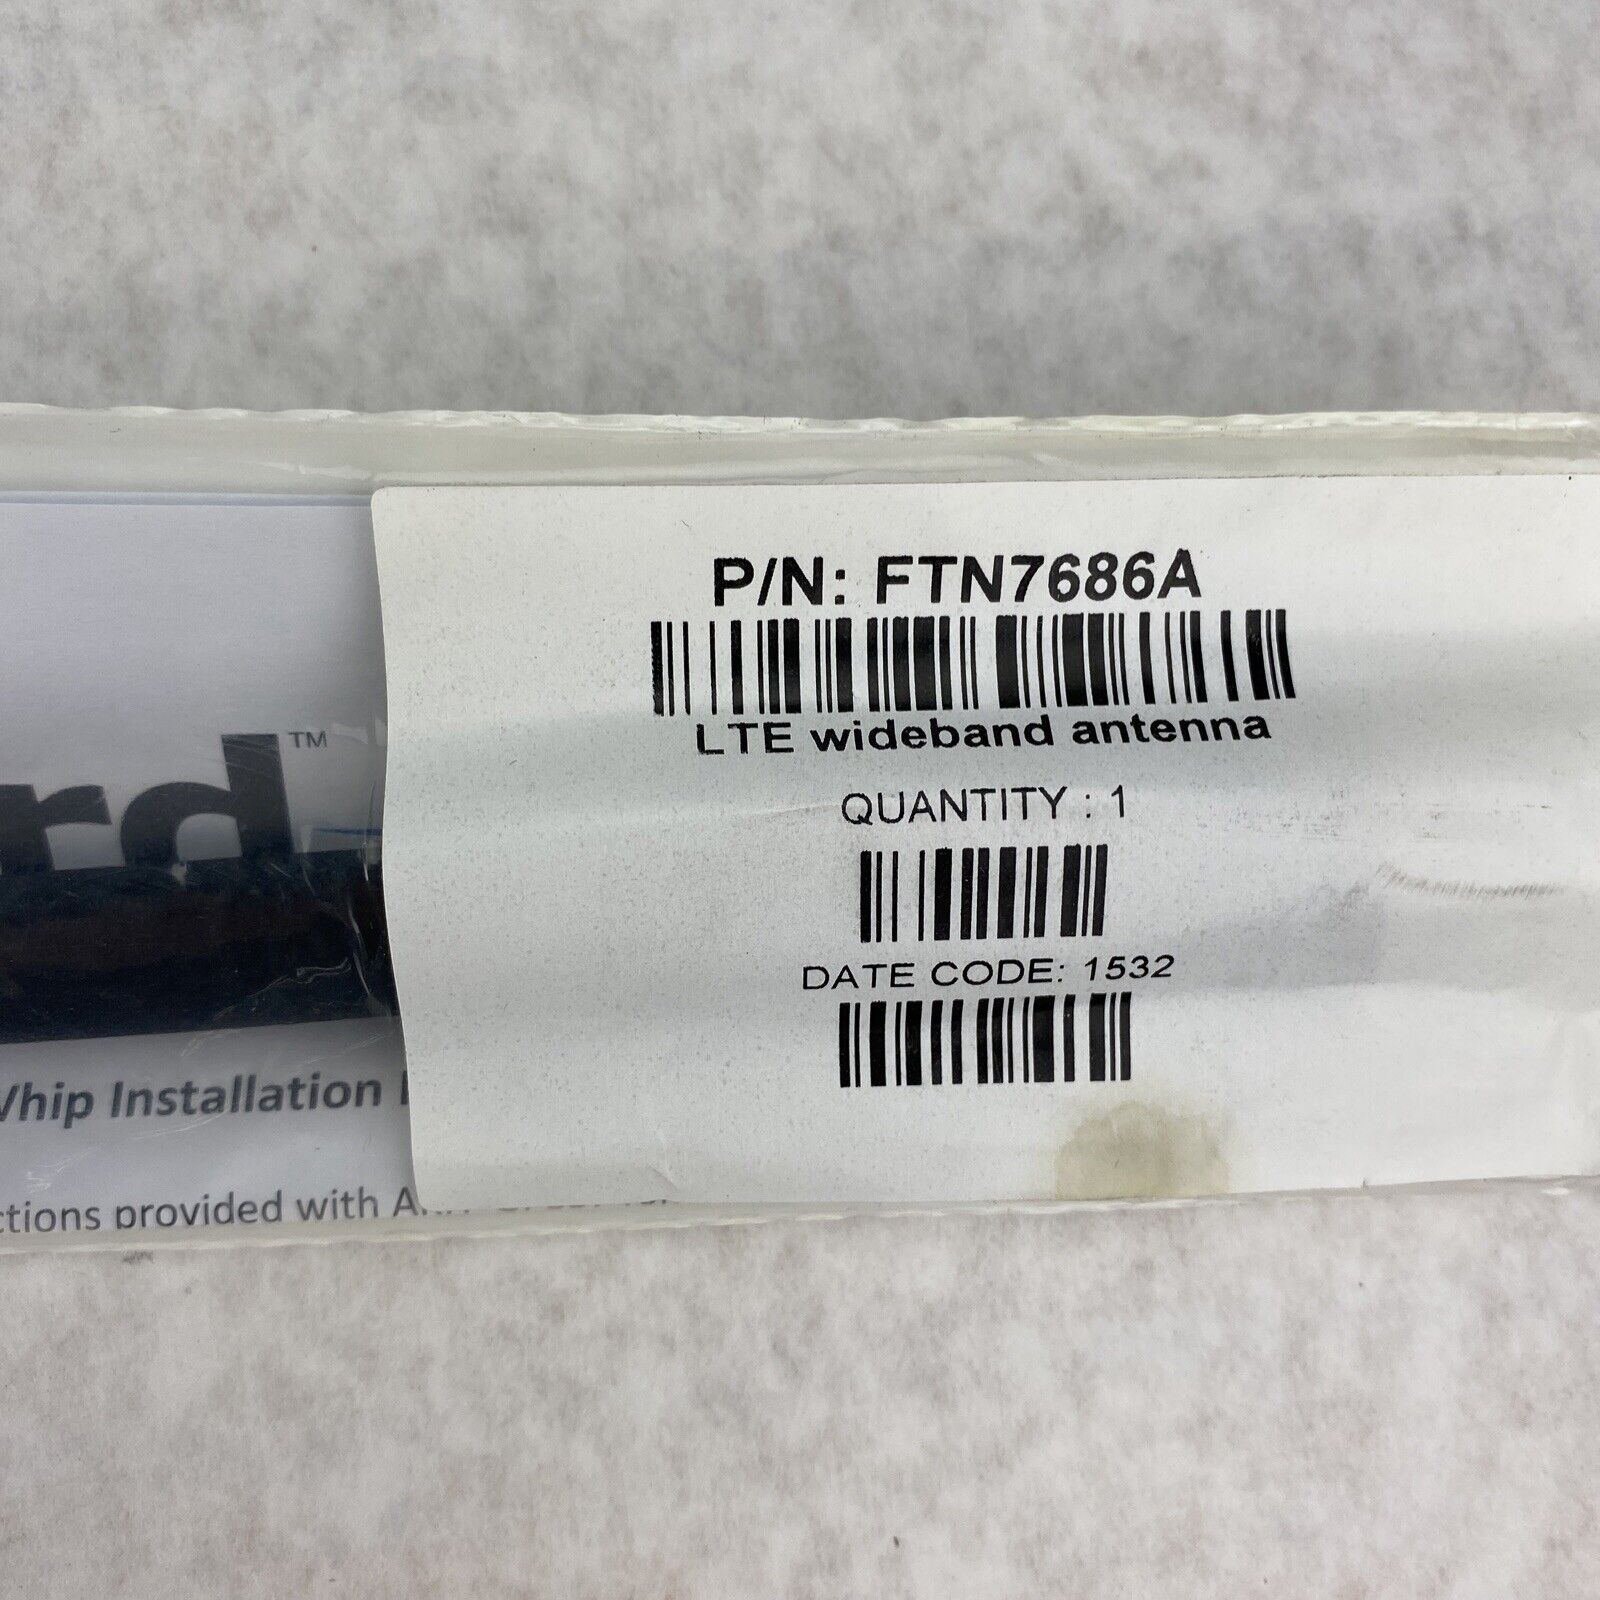 P/N: FTN7686A
LTE wideband antenna
QUANTITY : 1
DATE CODE: 1532
rd™
Whip Installation
ctions provided with